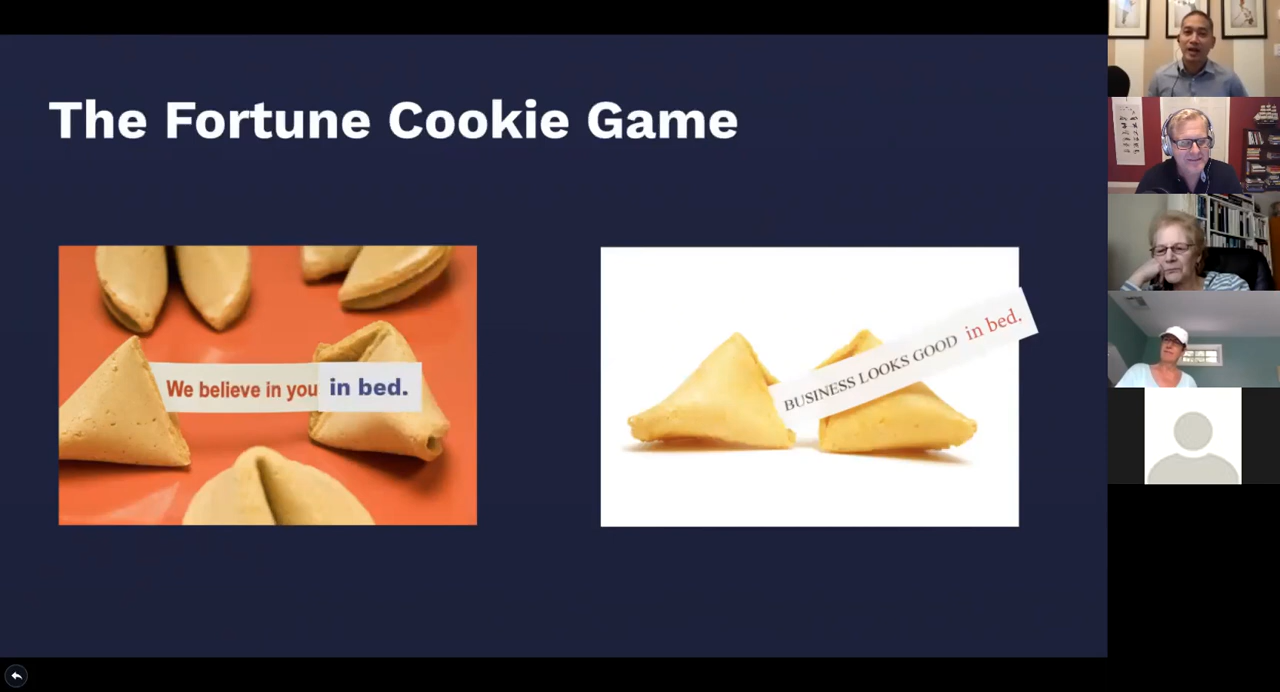 The Fortune Cookie Game
We believe in you in bed.
BUSINESS LOOKS GOOD in bed.